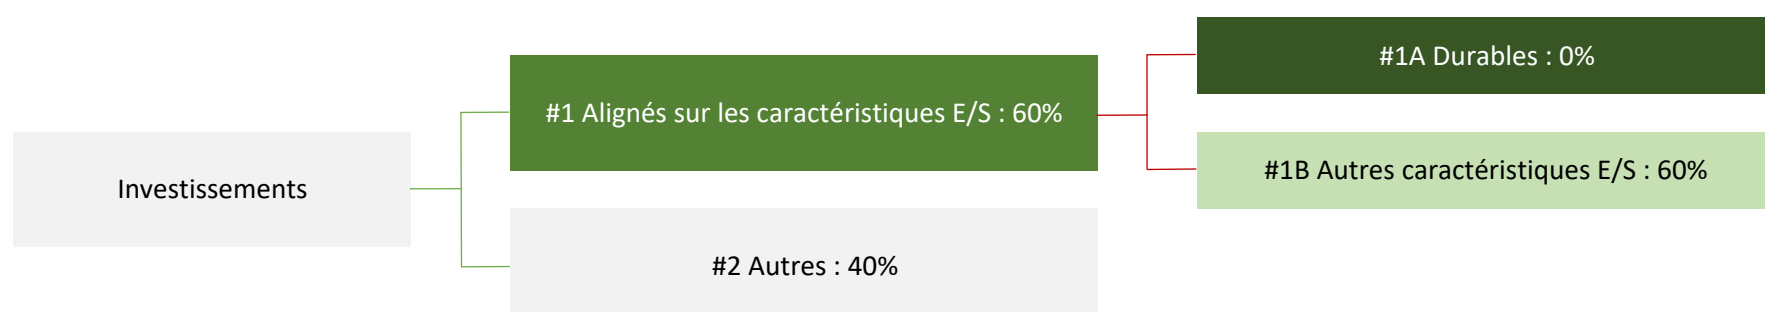 Investissements
#1 Alignés sur les caractéristiques E/S : 60%
#2 Autres : 40%
#1A Durables : 0%
#1B Autres caractéristiques E/S : 60%